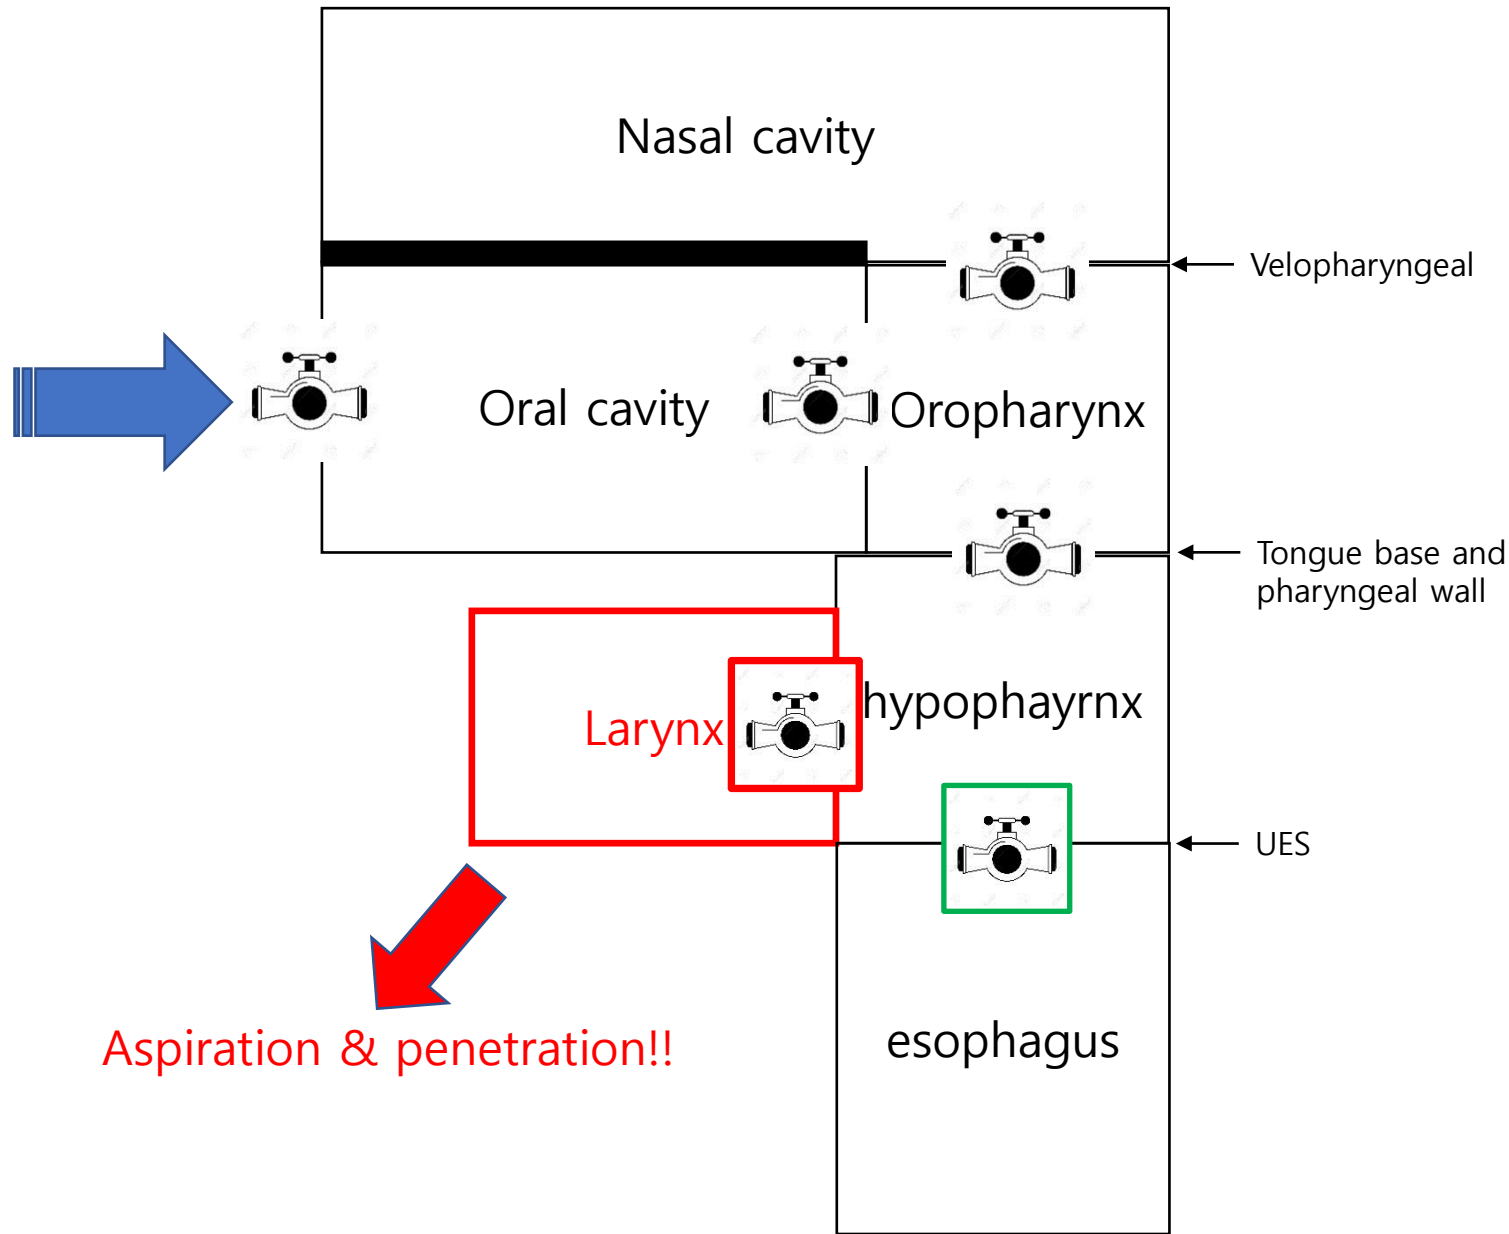 Nasal cavity
Velopharyngeal
Oral cavity
Oropharynx
Tongue base and
pharyngeal wall
hypophayrnx
Larynx
UES
esophagus
Aspiration & penetration!!